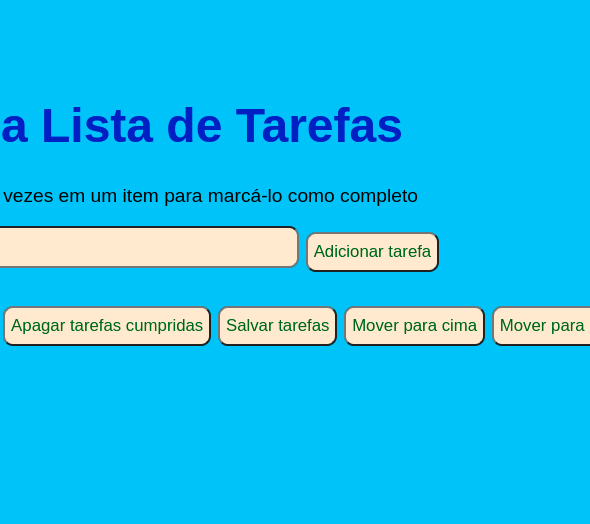 a Lista de Tarefas
vezes em um item para marcá-lo como completo
Adicionar tarefa
Apagar tarefas cumpridas Salvar tarefas Mover para cima Mover para